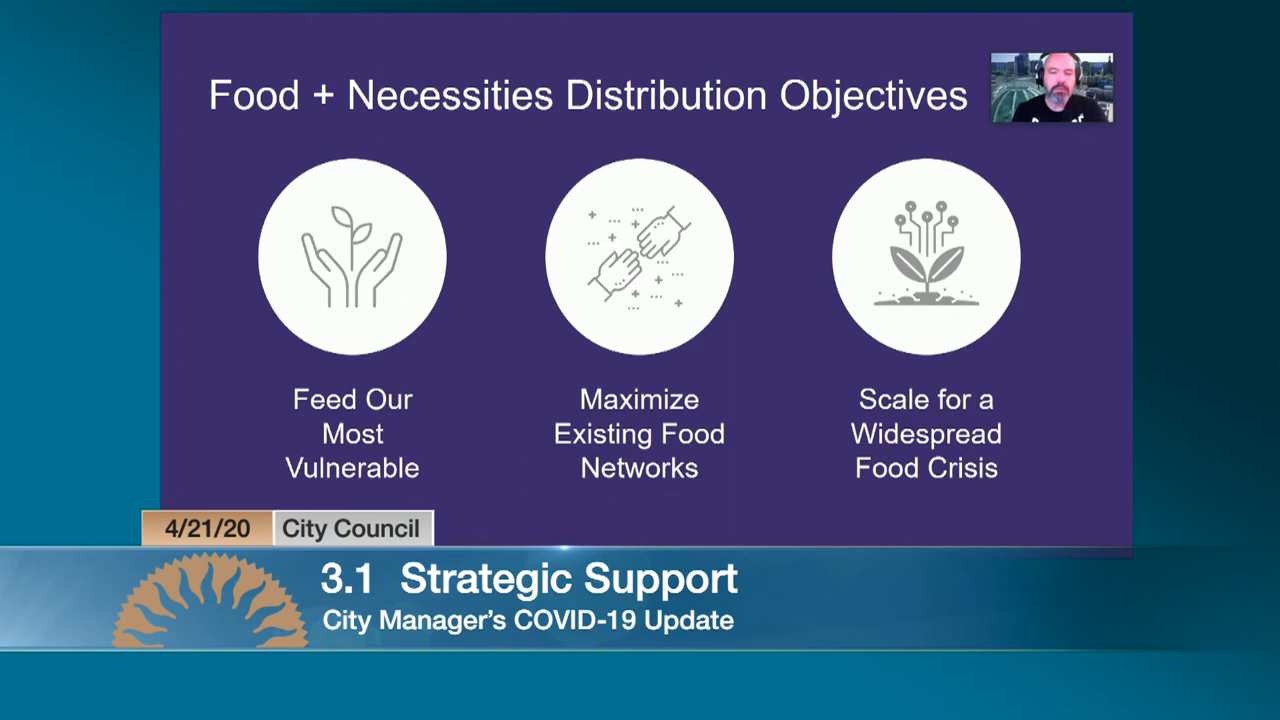 Food + Necessities Distribution Objectives
Feed Our
Most
Vulnerable
Maximize
Existing Food
Networks
Scale for a
Widespread
Food Crisis
4/21/20 City Council
3.1 Strategic Support
City Manager's COVID-19 Update